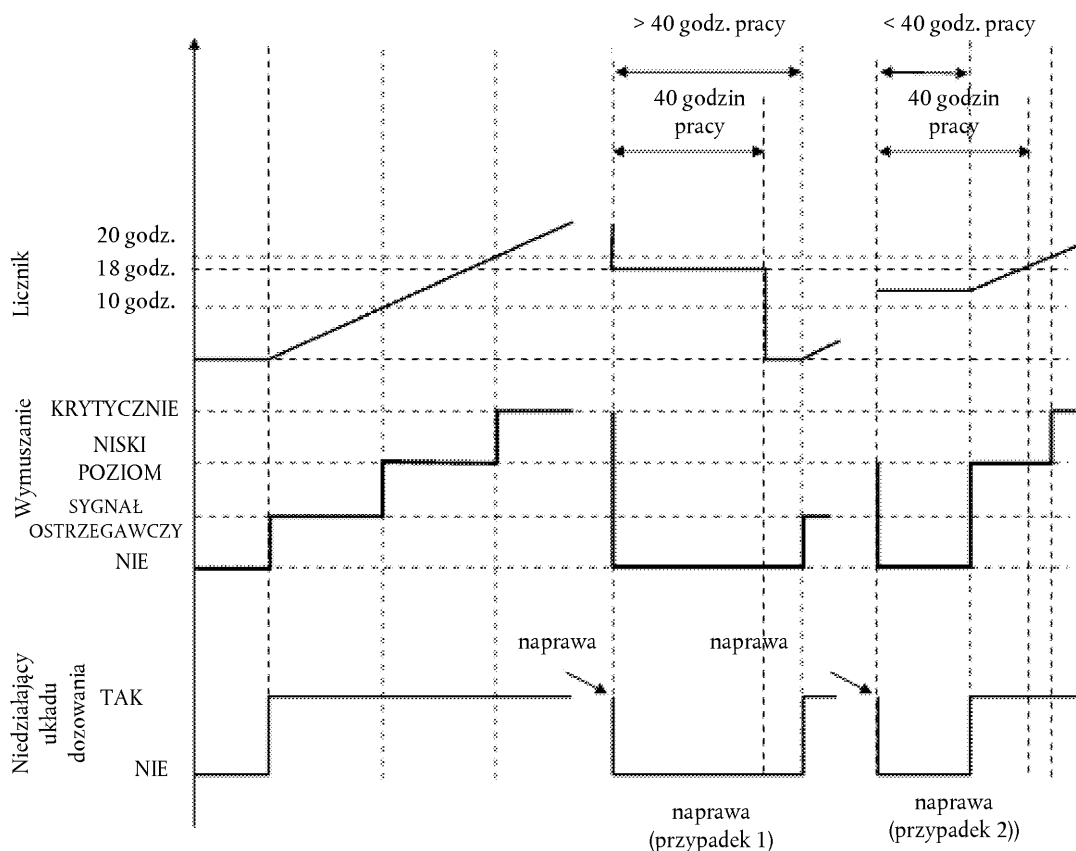 > 40 godz. pracy
< 40 godz. pracy
40 godzin
pracy
40 godzin
pracy
Licznik
20 godz.
18 godz.
10 godz.
Wymuszanie
KRYTYCZNIE
NISKI
POZIOM
SYGNAŁ
OSTRZEGAWCZY
NIE
Niedziałający
układu
dozowania
TAK
NIE
naprawa
naprawa
naprawa
(przypadek 1)
naprawa
(przypadek 2))